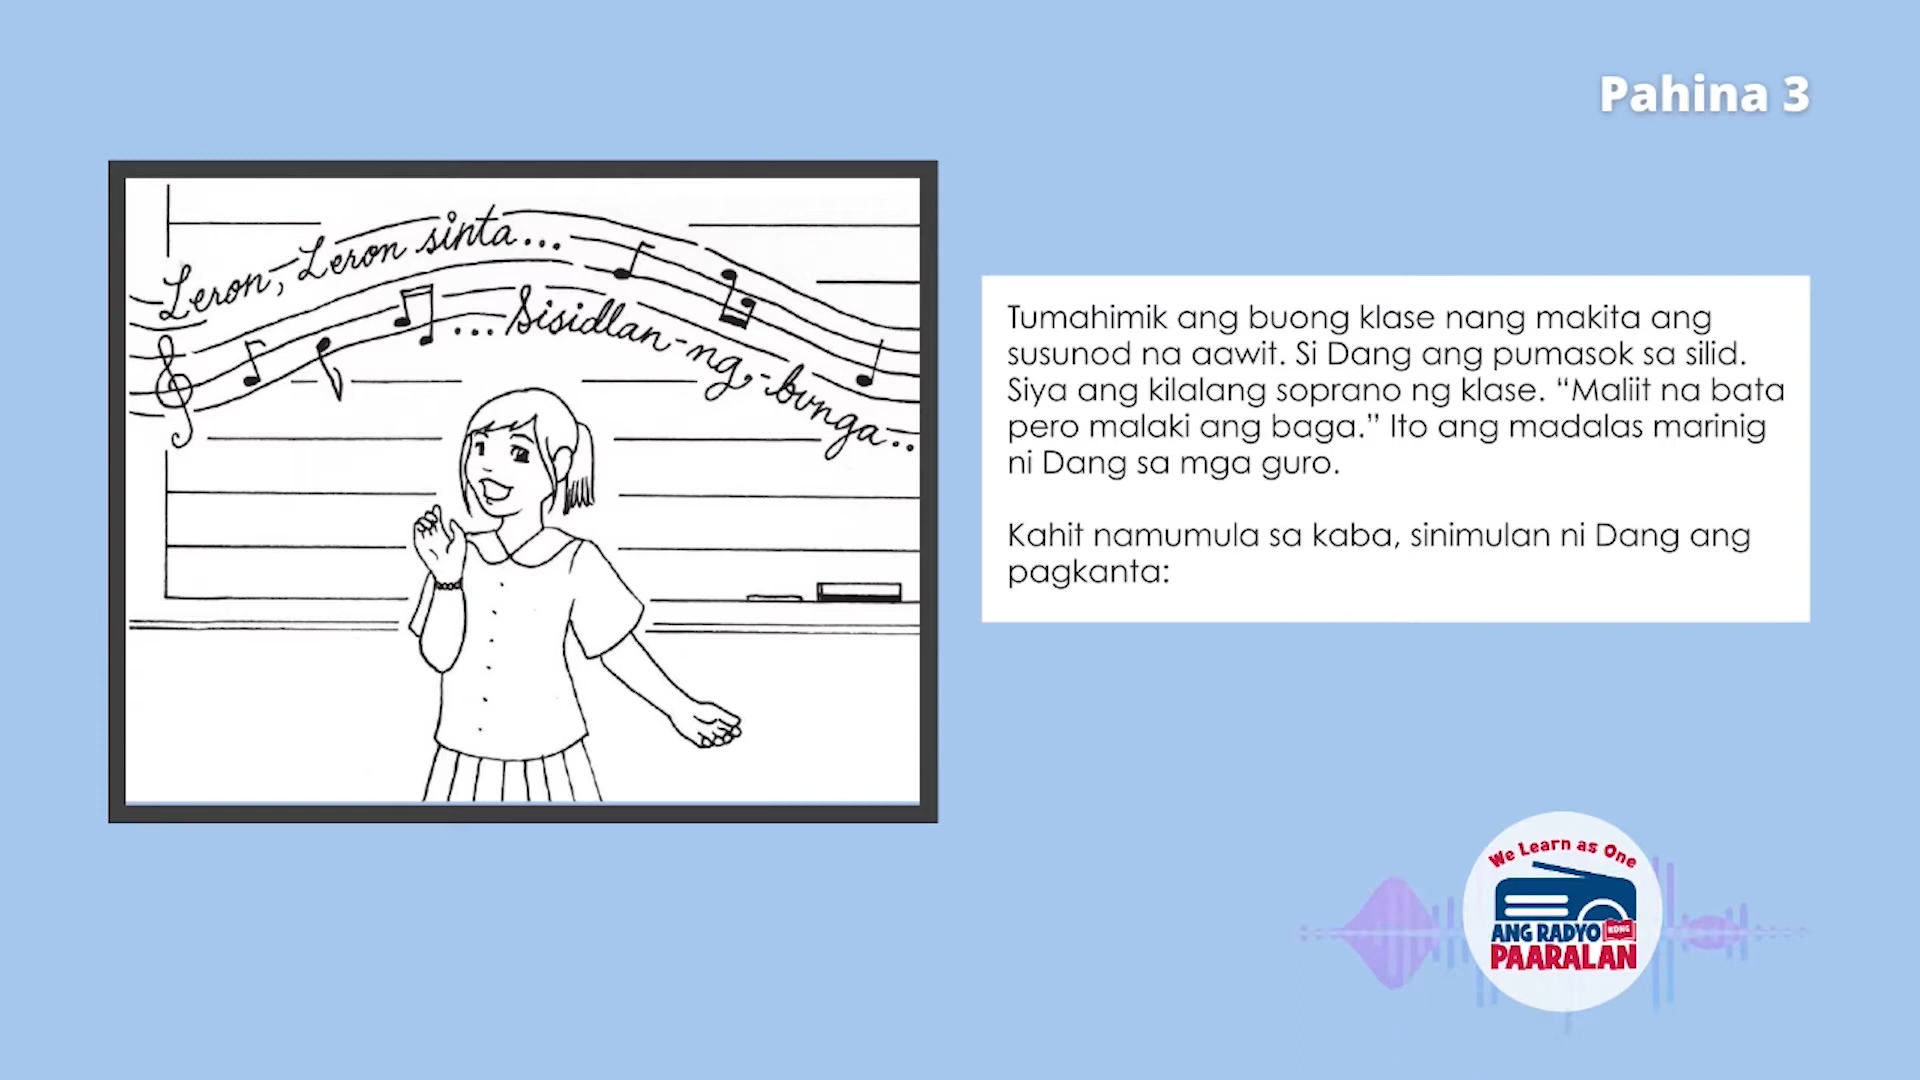 Pahina 3
Leron, Leron sinta...
...Sisidlan-ng-bunga...
Tumahimik ang buong klase nang makita ang
susunod na aawit. Si Dang ang pumasok sa silid.
Siya ang kilalang soprano ng klase. “Maliit na bata
pero malaki ang baga.” Ito ang madalas marinig
ni Dang sa mga guro.
Kahit namumula sa kaba, sinimulan ni Dang ang
pagkanta:
We Learn as One
ANG RADYO KONG
PAARALAN